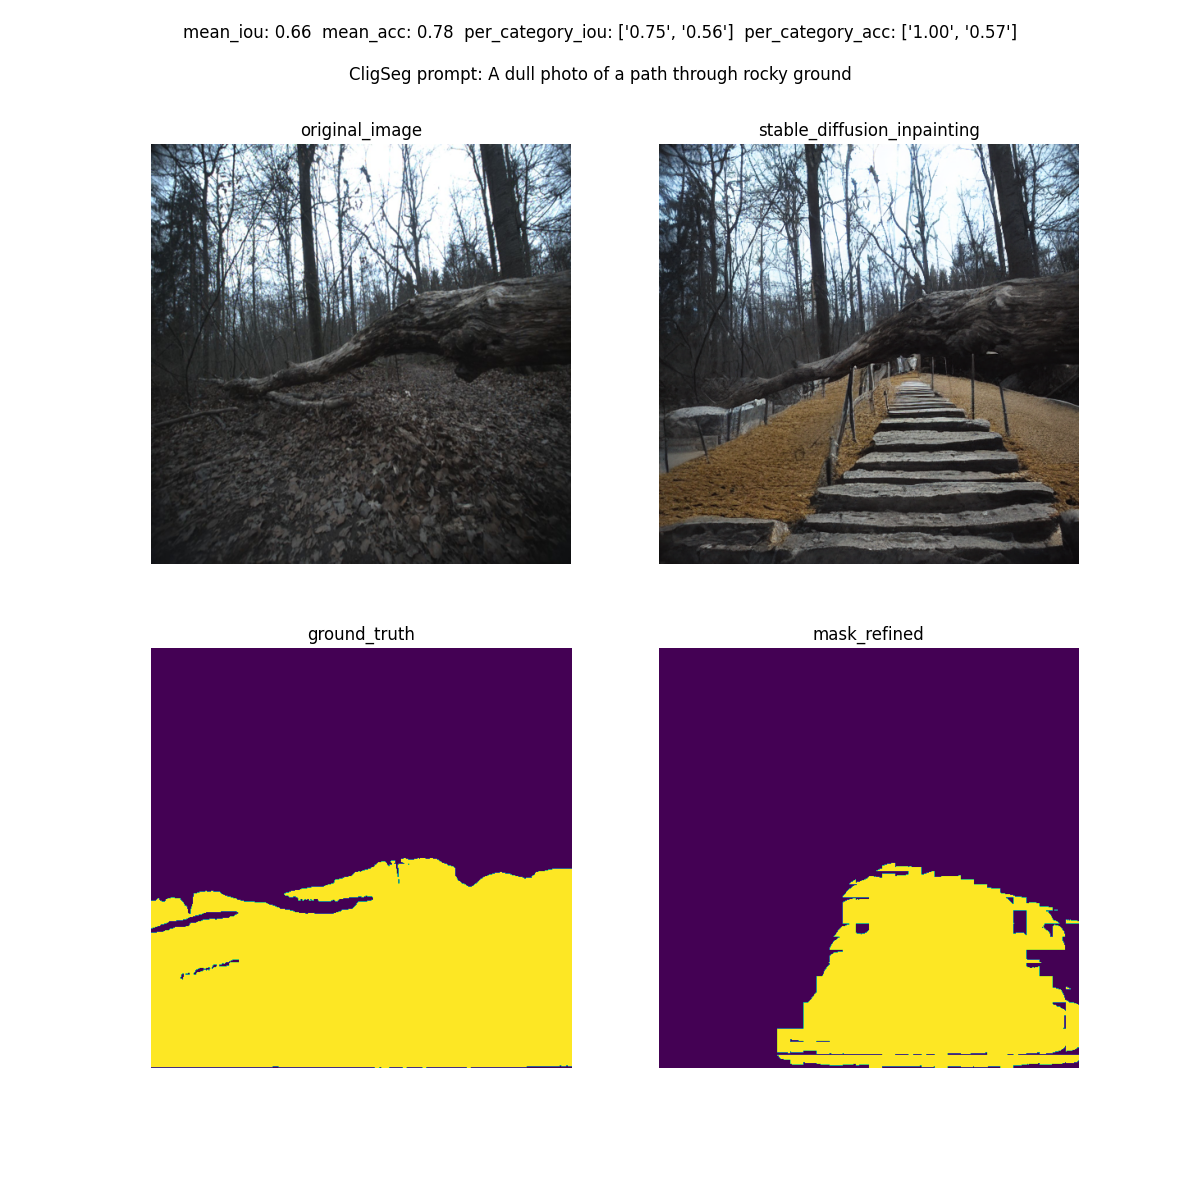 mean_iou: 0.66  mean_acc: 0.78  per_category_iou: ['0.75', '0.56']  per_category_acc: ['1.00', '0.57']
CligSeg prompt: A dull photo of a path through rocky ground
original_image
stable_diffusion_inpainting
ground_truth
mask_refined